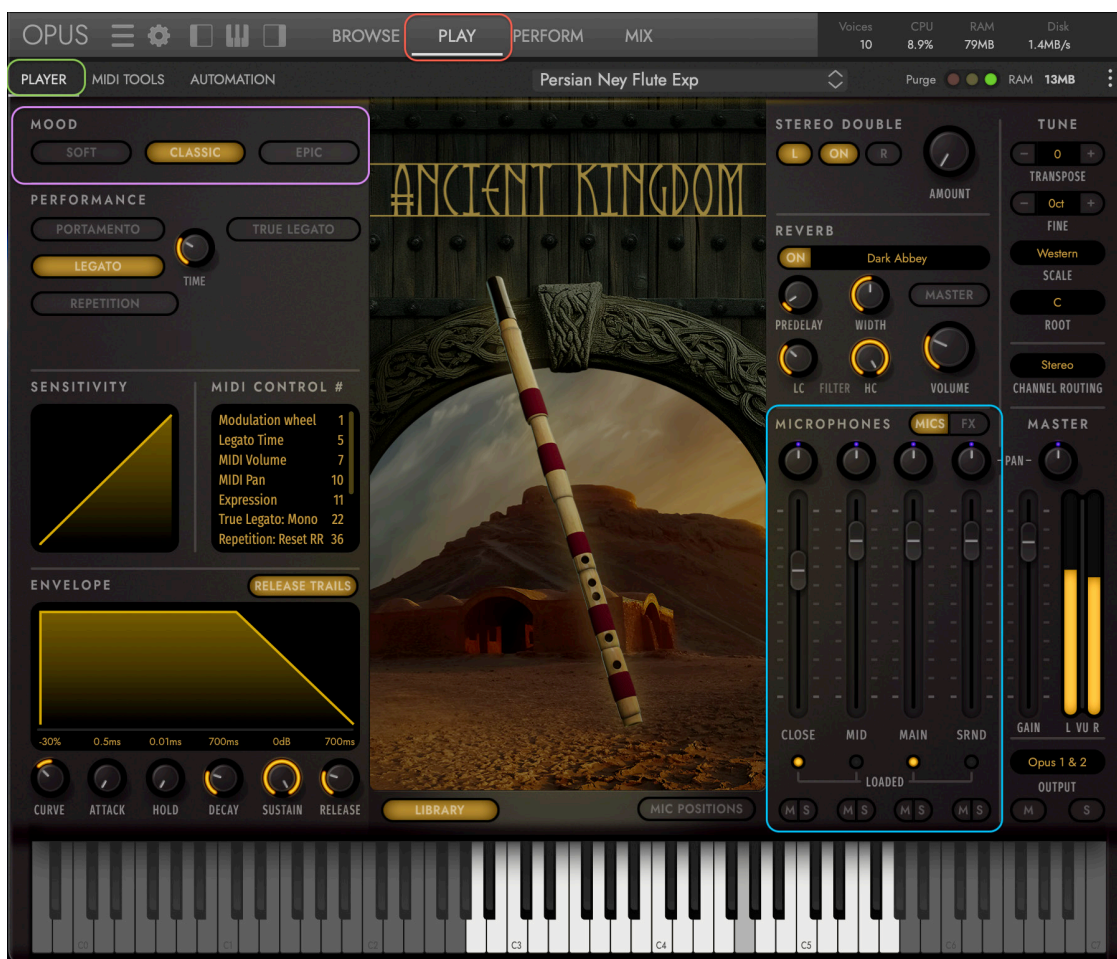 OPUS BROWSE PLAY PERFORM MIX Voices CPU RAM Disk
10 8.9% 79MB 1.4MB/s
PLAYER MIDI TOOLS AUTOMATION Persian Ney Flute Exp Purge RAM 13MB
MOOD
SOFT CLASSIC EPIC
PERFORMANCE
PORTAMENTO TRUE LEGATO
LEGATO
TIME
REPETITION
SENSITIVITY
MIDI CONTROL #
Modulation wheel 1
Legato Time 5
MIDI Volume 7
MIDI Pan 10
Expression 11
True Legato: Mono 22
Repetition: Reset RR 36
ENVELOPE RELEASE TRAILS
-30% 0.5ms 0.01ms 700ms 0dB 700ms
CURVE ATTACK HOLD DECAY SUSTAIN RELEASE
ANCIENT KINGDOM
LIBRARY MIC POSITIONS
STEREO DOUBLE
L ON R
AMOUNT
REVERB
ON Dark Abbey
MASTER
PREDELAY WIDTH
LC FILTER HC VOLUME
MICROPHONES MICS FX
CLOSE MID MAIN SRND
LOADED
M S M S M S M S
TUNE
- 0 +
TRANSPOSE
- 0ct +
FINE
Western
SCALE
C
ROOT
Stereo
CHANNEL ROUTING
MASTER
-PAN-
GAIN L VU R
Opus 1 & 2
OUTPUT
M S
C0 C1 C2 C3 C4 C5 C6 C7